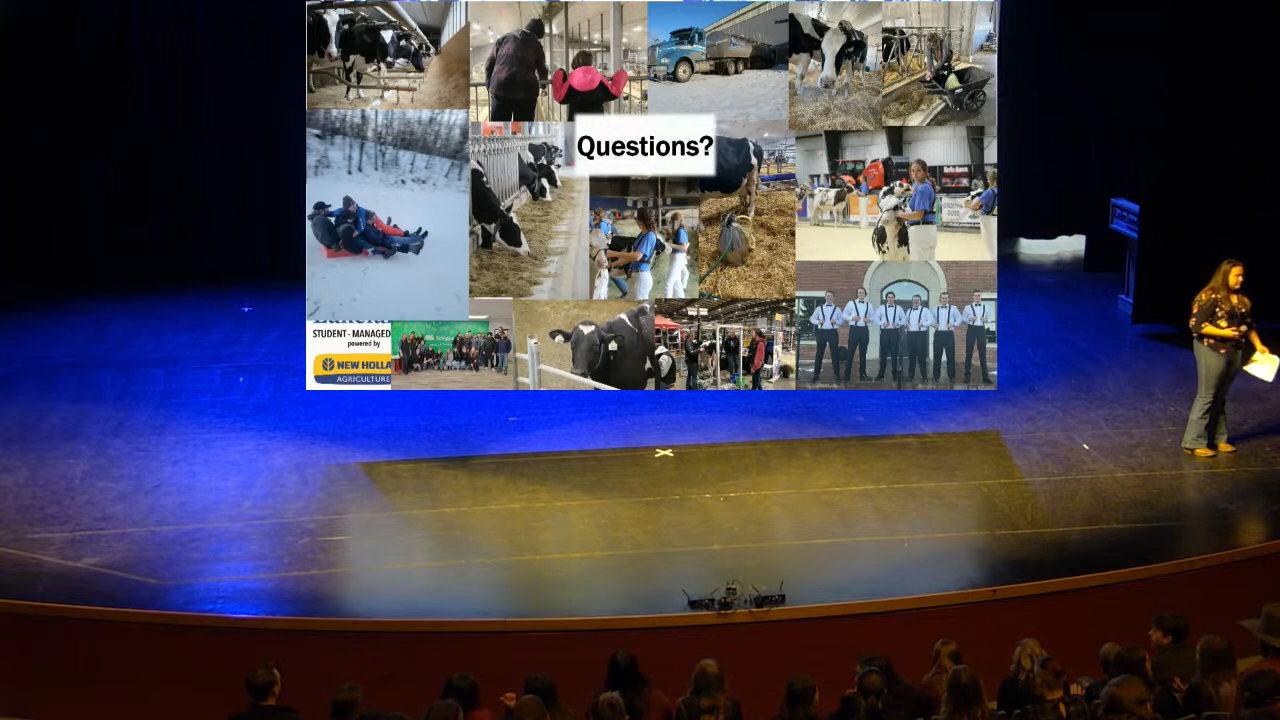 Questions?
STUDENT - MANAGED
powered by
NEW HOLLA
AGRICULTURE